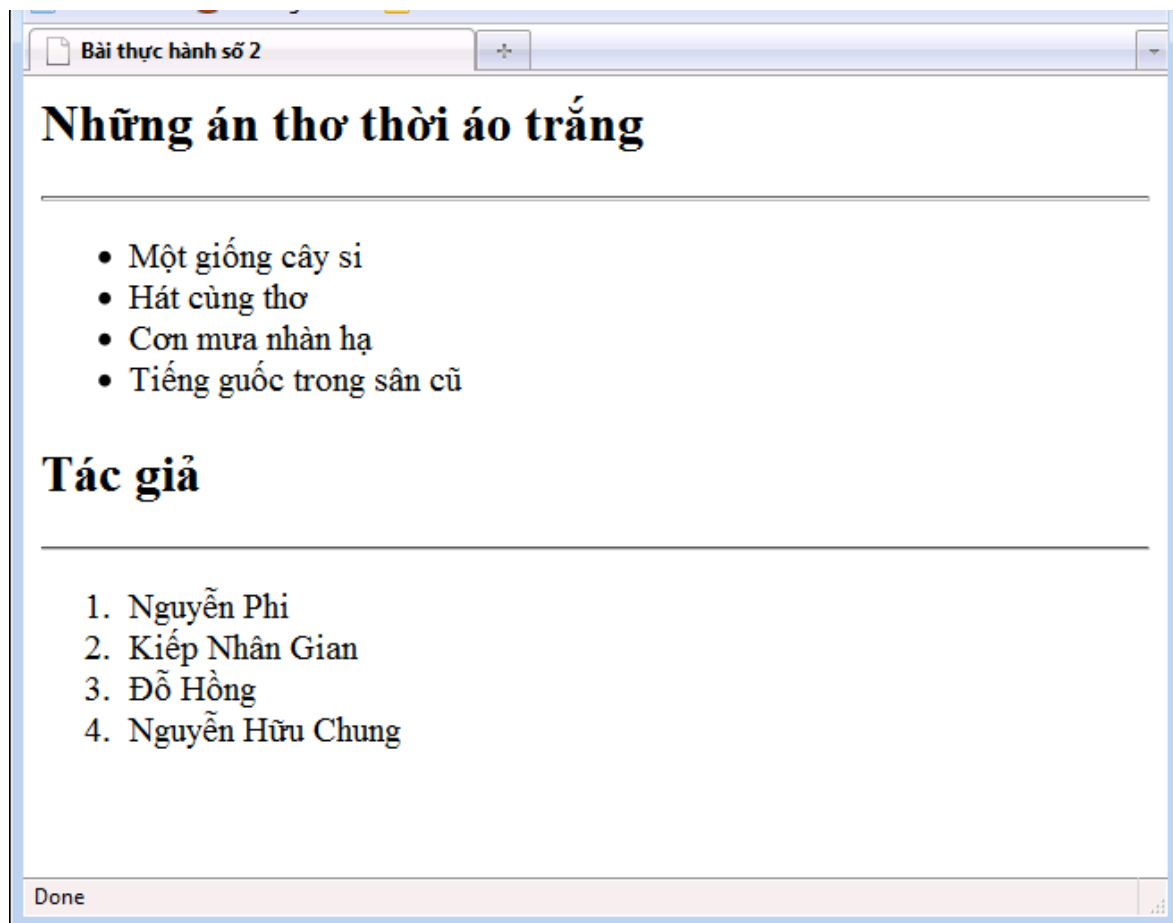 Bài thực hành số 2
Những án thơ thời áo trắng
Một giống cây si
Hát cùng thơ
Cơn mưa nhàn hạ
Tiếng guốc trong sân cũ
Tác giả
1. Nguyễn Phi
2. Kiếp Nhân Gian
3. Đỗ Hồng
4. Nguyễn Hữu Chung
Done